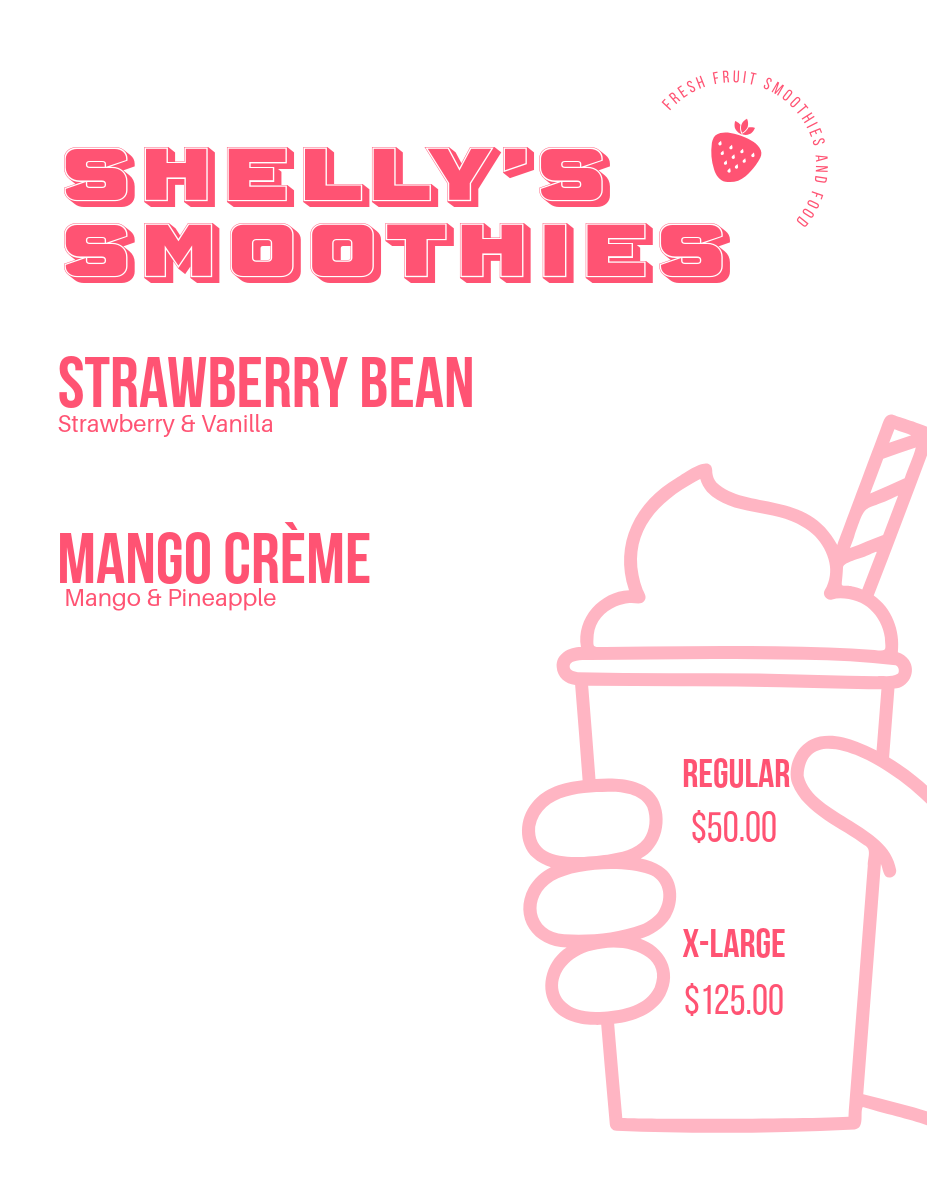 FRESH FRUIT SMOOTHIES AND FOOD
SHELLY'S
SMOOTHIES
STRAWBERRY BEAN
Strawberry & Vanilla
MANGO CRÈME
Mango & Pineapple
REGULAR
$50.00
X-LARGE
$125.00